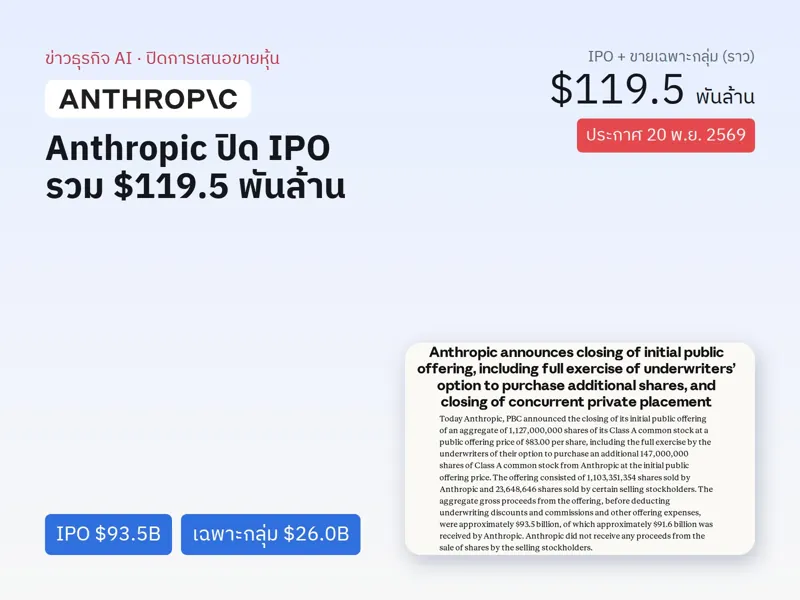 ข่าวธุรกิจ AI · ปิดการเสนอขายหุ้น
ANTHROP\C
Anthropic ปิด IPO
รวม $119.5 พันล้าน
IPO + ขายเฉพาะกลุ่ม (ราว)
$119.5 พันล้าน
ประกาศ 20 พ.ย. 2569
Anthropic announces closing of initial public
offering, including full exercise of underwriters’
option to purchase additional shares, and
closing of concurrent private placement
Today Anthropic, PBC announced the closing of its initial public offering
of an aggregate of 1,127,000,000 shares of its Class A common stock at a
public offering price of $83.00 per share, including the full exercise by the
underwriters of their option to purchase an additional 147,000,000
shares of Class A common stock from Anthropic at the initial public
offering price. The offering consisted of 1,103,351,354 shares sold by
Anthropic and 23,648,646 shares sold by certain selling stockholders. The
aggregate gross proceeds from the offering, before deducting
underwriting discounts and commissions and other offering expenses,
were approximately $93.5 billion, of which approximately $91.6 billion was
received by Anthropic. Anthropic did not receive any proceeds from the
sale of shares by the selling stockholders.
IPO $93.5B
เฉพาะกลุ่ม $26.0B